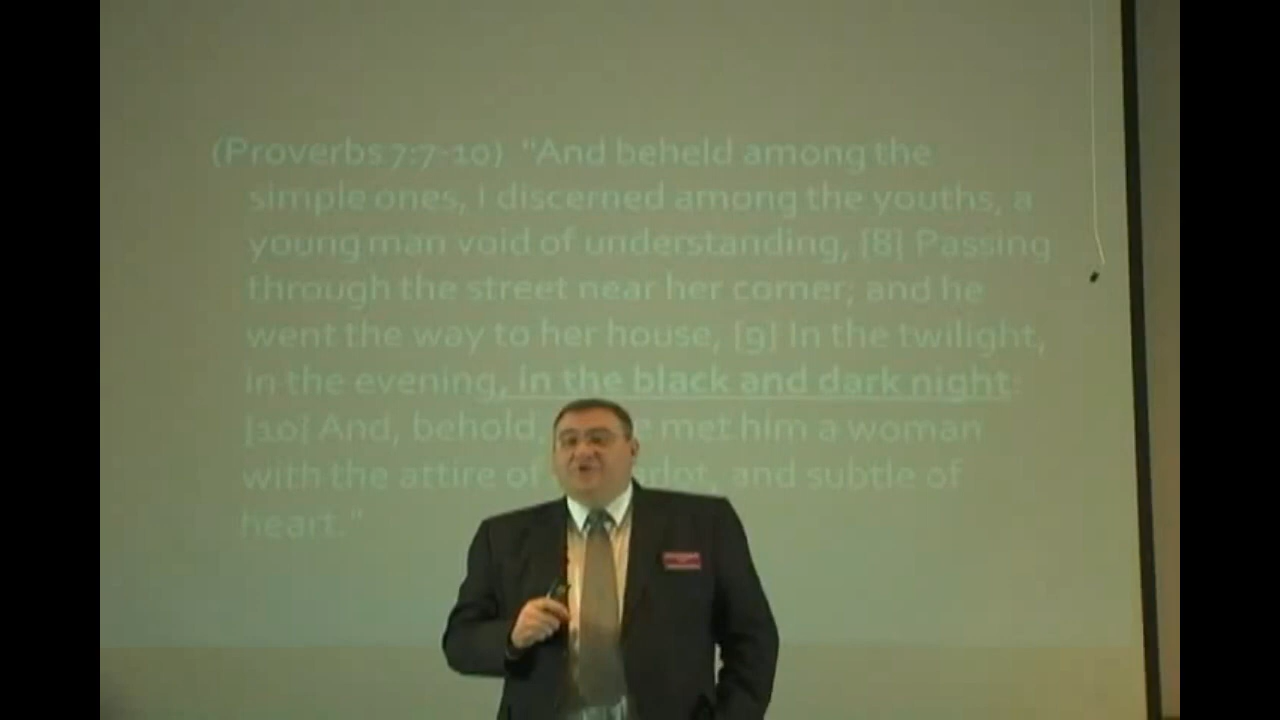 (Proverbs 7:7-10) "And beheld among the
simple ones, I discerned among the youths, a
young man void of understanding, [8] Passing
through the street near her corner; and he
went the way to her house, [9] In the twilight,
in the evening, in the black and dark night:
[10] And, behold, met him a woman
with the attire of and subtle of
heart."